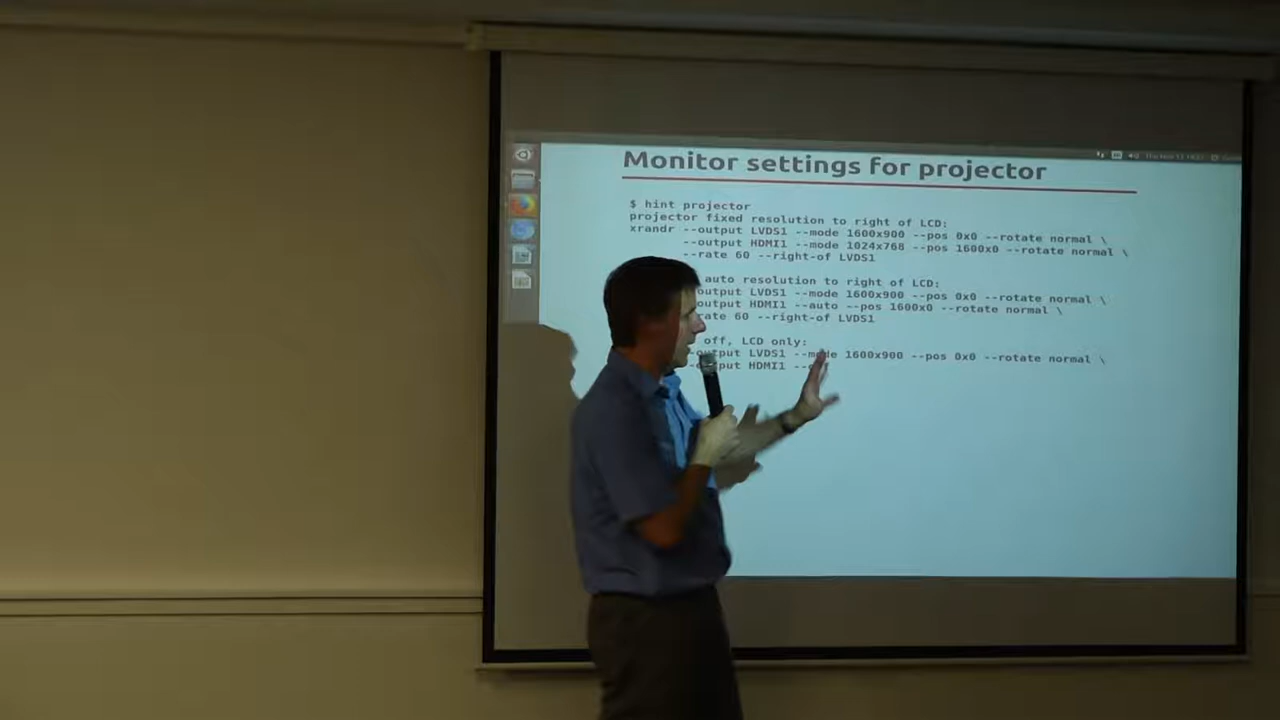 Monitor settings for projector
$ hint projector
projector fixed resolution to right of LCD:
xrandr --output LVDS1 --mode 1600x900 --pos 0x0 --rotate normal \
--output HDMI1 --mode 1024x768 --pos 1600x0 --rotate normal \
--rate 60 --right-of LVDS1
auto resolution to right of LCD:
output LVDS1 --mode 1600x900 --pos 0x0 --rotate normal \
output HDMI1 --auto --pos 1600x0 --rotate normal \
rate 60 --right-of LVDS1
off, LCD only:
-output LVDS1 --mode 1600x900 --pos 0x0 --rotate normal \
-output HDMI1